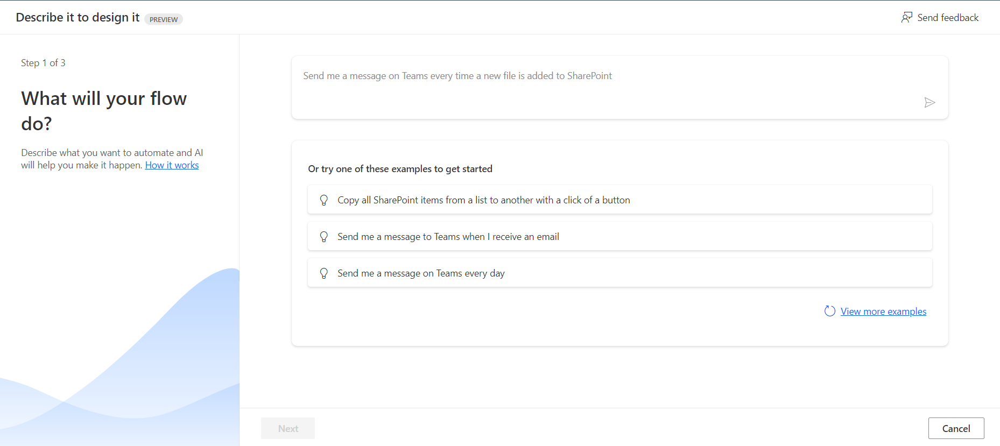 Describe it to design it PREVIEW
Send feedback
Step 1 of 3
What will your flow
do?
Describe what you want to automate and AI
will help you make it happen. How it works
Send me a message on Teams every time a new file is added to SharePoint
Or try one of these examples to get started
Copy all SharePoint items from a list to another with a click of a button
Send me a message to Teams when I receive an email
Send me a message on Teams every day
View more examples
Next
Cancel